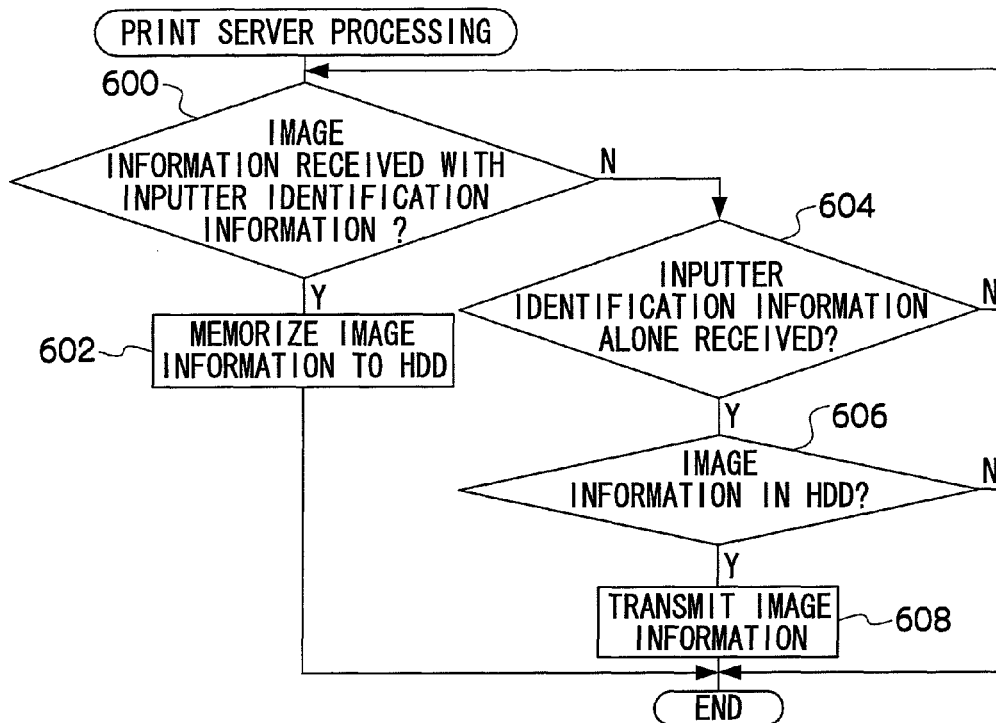 PRINT SERVER PROCESSING
600
IMAGE
INFORMATION RECEIVED WITH
INPUTTER IDENTIFICATION
INFORMATION ?
N
Y
602
MEMORIZE IMAGE
INFORMATION TO HDD
604
INPUTTER
IDENTIFICATION INFORMATION
ALONE RECEIVED?
N
Y
606
IMAGE
INFORMATION IN HDD?
N
Y
TRANSMIT IMAGE
INFORMATION
608
END